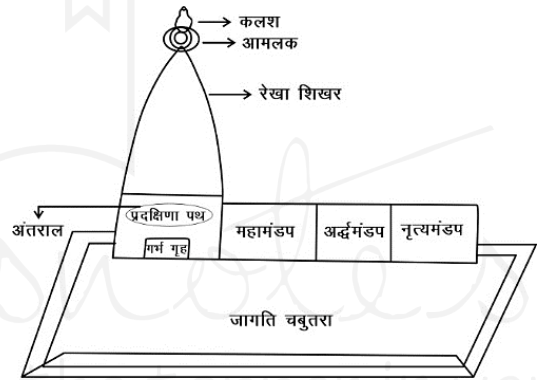 कलश
आमलक
रेखा शिखर
प्रदक्षिणा पथ
अंतराल
गर्भ गृह
महामंडप
अर्द्धमंडप
नृत्यमंडप
जागति चबुतरा